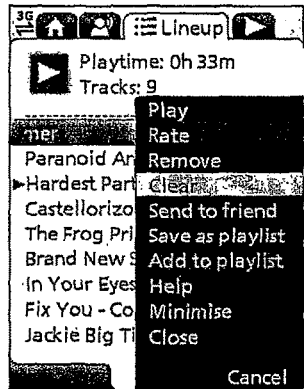 3G
Lineup
Playtime: 0h 33m
Tracks: 9
mer
Paranoid An
Hardest Part
Castellorizo
The Frog Pri
Brand New S
In Your Eyes
Fix You - Co
Jackie Big Ti
Play
Rate
Remove
Clear
Send to friend
Save as playlist
Add to playlist
Help
Minimise
Close
Cancel